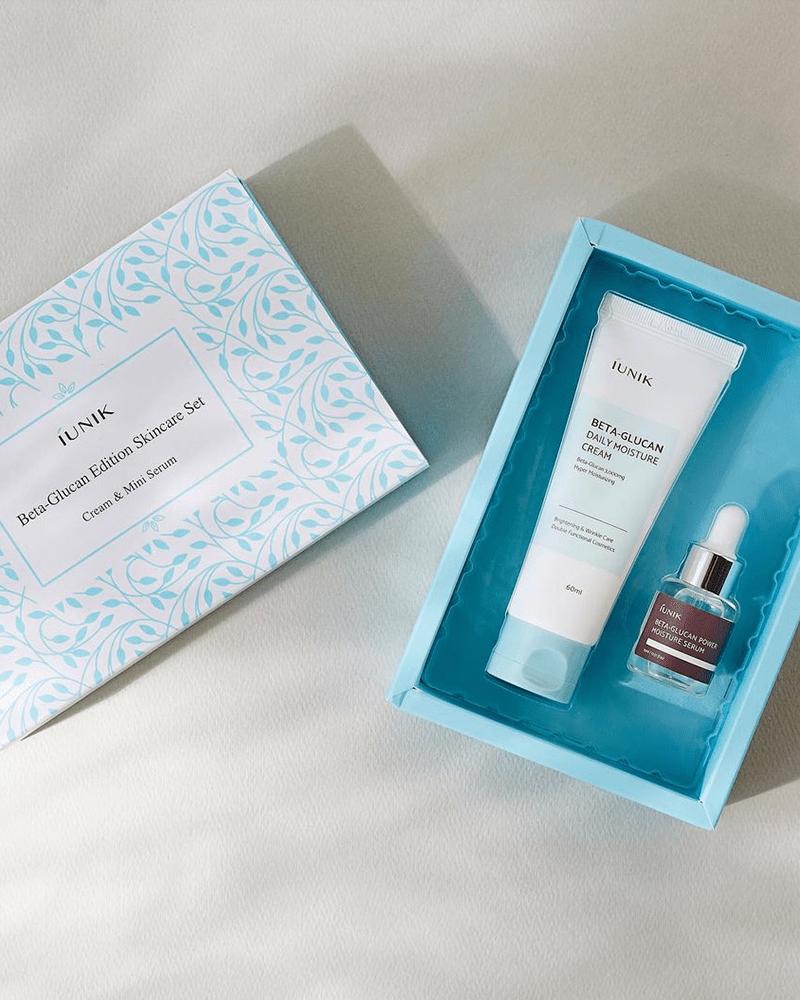 iUNIK
Beta-Glucan Edition Skincare Set
Cream & Mini Serum
iUNIK
BETA-GLUCAN
DAILY MOISTURE
CREAM
Beta-Glucan 3,000mg
Hyper Moisturizing
Brightening & Wrinkle Care
Double Functional Cosmetics
60ml
iUNIK
BETA-GLUCAN POWER
MOISTURE SERUM